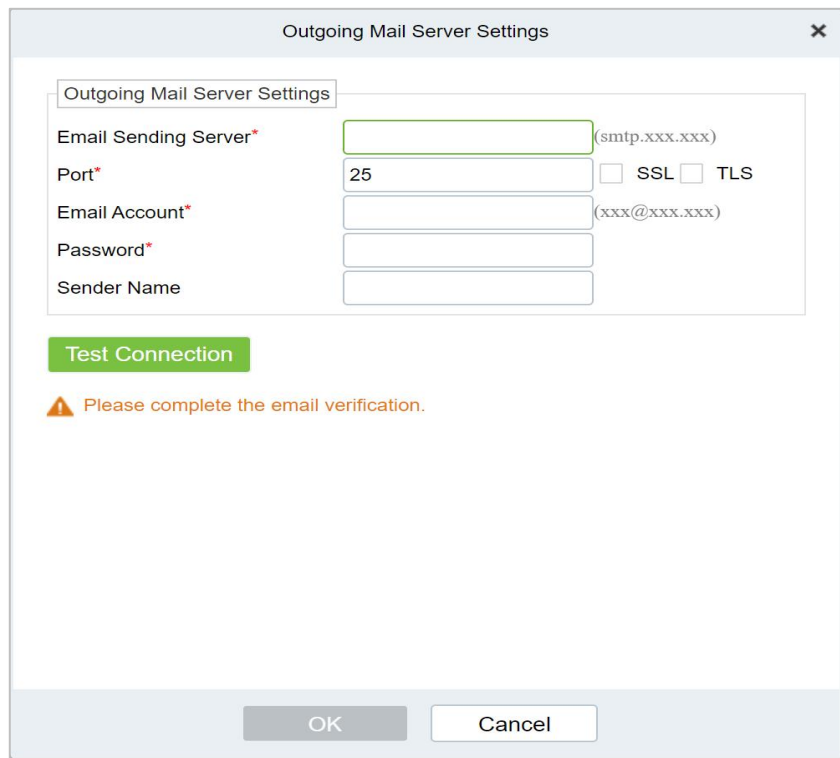 Outgoing Mail Server Settings
Outgoing Mail Server Settings
Email Sending Server* (smtp.xxx.xxx)
Port* 25 SSL TLS
Email Account* (xxx@xxx.xxx)
Password*
Sender Name
Test Connection
Please complete the email verification.
OK Cancel